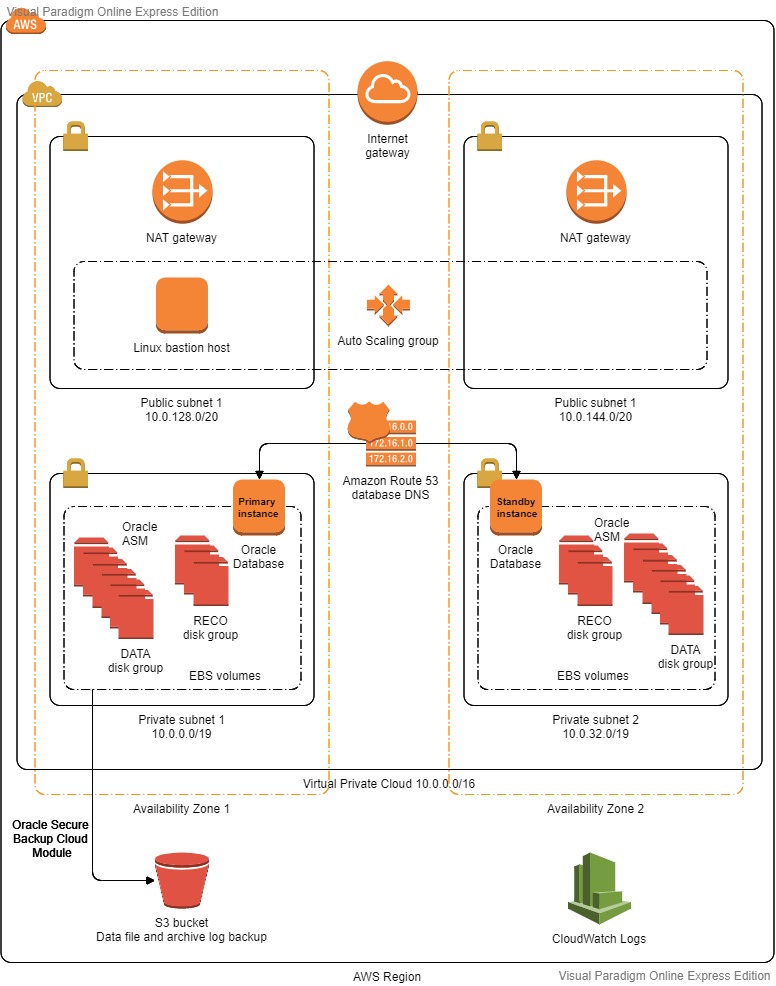 Visual Paradigm Online Express Edition
AWS
VPC
Internet
gateway
NAT gateway
NAT gateway
Linux bastion host
Auto Scaling group
Public subnet 1
10.0.128.0/20
Public subnet 1
10.0.144.0/20
16.0.0
172.16.1.0
172.16.2.0
Amazon Route 53
database DNS
Primary
instance
Oracle
Database
Oracle
ASM
RECO
disk group
DATA
disk group
EBS volumes
Private subnet 1
10.0.0.0/19
Standby
instance
Oracle
Database
Oracle
ASM
RECO
disk group
DATA
disk group
EBS volumes
Private subnet 2
10.0.32.0/19
Virtual Private Cloud 10.0.0.0/16
Availability Zone 1
Availability Zone 2
Oracle Secure
Backup Cloud
Module
S3 bucket
Data file and archive log backup
CloudWatch Logs
AWS Region
Visual Paradigm Online Express Edition